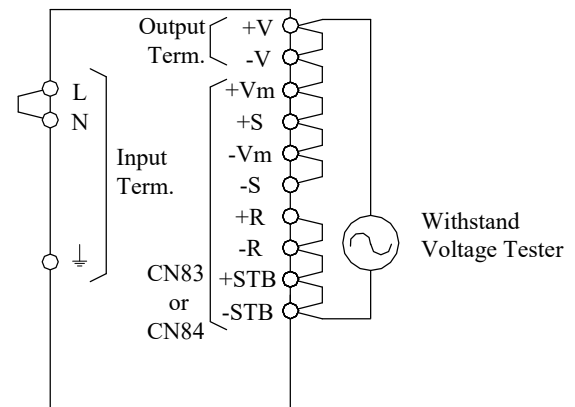 Output
Term.
+V
-V
+Vm
+S
-Vm
-S
+R
-R
+STB
-STB
L
N
Input
Term.
CN83
or
CN84
Withstand
Voltage Tester